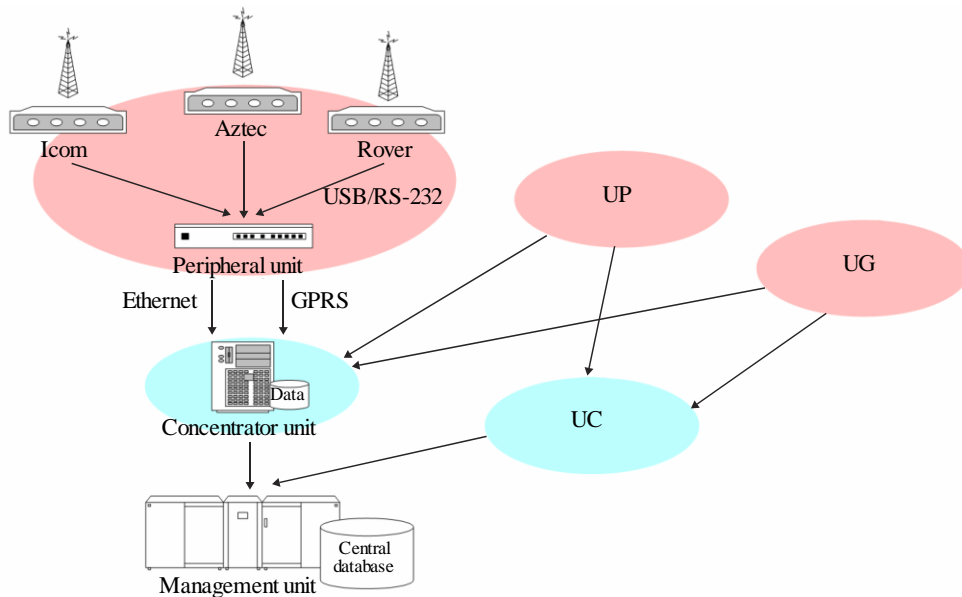 Aztec
Icom
Rover
USB/RS-232
UP
Peripheral unit
UG
Ethernet
GPRS
Data
Concentrator unit
UC
Central
database
Management unit